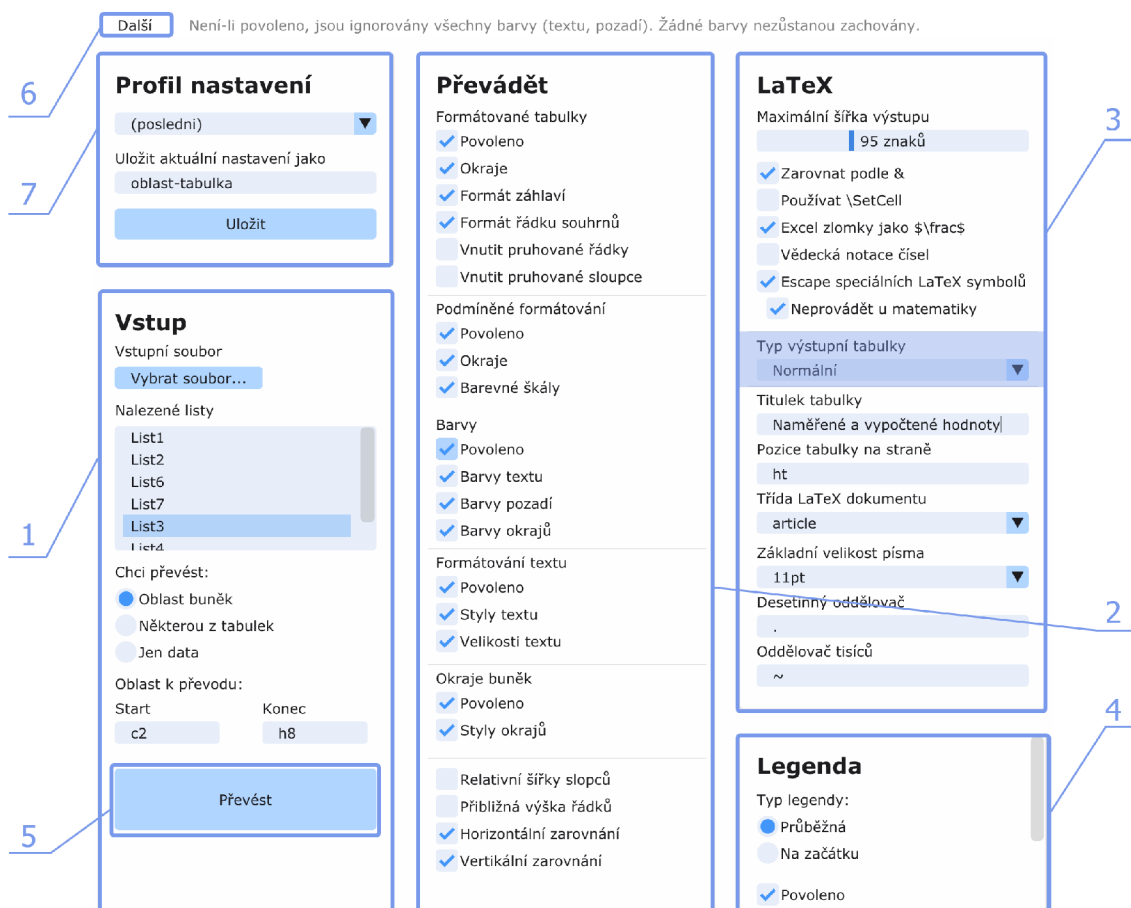 Další
Není-li povoleno, jsou ignorovány všechny barvy (textu, pozadí). Žádné barvy nezůstanou zachovány.
6
7
Profil nastavení
(posledni)
Uložit aktuální nastavení jako
oblast-tabulka
Uložit
1
Vstup
Vstupní soubor
Vybrat soubor...
Nalezené listy
List1
List2
List6
List7
List3
List4
Chci převést:
Oblast buněk
Některou z tabulek
Jen data
Oblast k převodu:
Start
Konec
c2
h8
Převést
5
Převádět
Formátované tabulky
Povoleno
Okraje
Formát záhlaví
Formát řádku souhrnů
Vnutit pruhované řádky
Vnutit pruhované sloupce
Podmíněné formátování
Povoleno
Okraje
Barevné škály
Barvy
Povoleno
Barvy textu
Barvy pozadí
Barvy okrajů
Formátování textu
Povoleno
Styly textu
Velikosti textu
Okraje buněk
Povoleno
Styly okrajů
Relativní šířky slopců
Přibližná výška řádků
Horizontální zarovnání
Vertikální zarovnání
2
LaTeX
Maximální šířka výstupu
95 znaků
Zarovnat podle &
Používat \SetCell
Excel zlomky jako $\frac$
Vědecká notace čísel
Escape speciálních LaTeX symbolů
Neprovádět u matematiky
Typ výstupní tabulky
Normální
Titulek tabulky
Naměřené a vypočtené hodnoty
Pozice tabulky na straně
ht
Třída LaTeX dokumentu
article
Základní velikost písma
11pt
Desetinný oddělovač
.
Oddělovač tisíců
~
3
Legenda
Typ legendy:
Průběžná
Na začátku
Povoleno
4